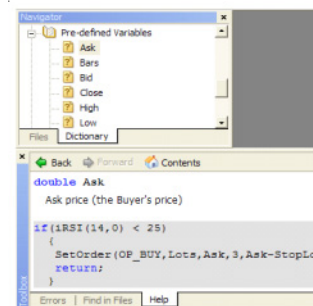 Navigator
Pre-defined Variables
Ask
Bars
Bid
Close
High
Low
Files Dictionary
Back Forward Contents
double Ask
Ask price (the Buyer's price)
if(iRSI(14,0) < 25)
{
SetOrder(OP_BUY,Lots,Ask,3,Ask-StopLo
return;
}
Toolbox
Errors | Find in Files Help